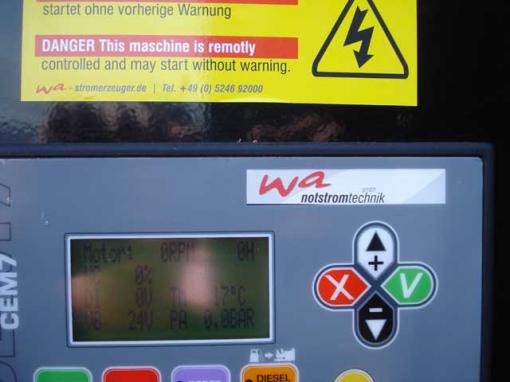 startet ohne vorherige Warnung
DANGER This maschine is remotly
controlled and may start without warning.
wa - stromerzeuger.de | Tel. +49 (0) 5246 92000
wa gmbh
notstromtechnik
Motor: 0RPM 0H
0%
0V 17°C
24V PA 0.0BAR
X
V
+
-
CEM7
DIESEL